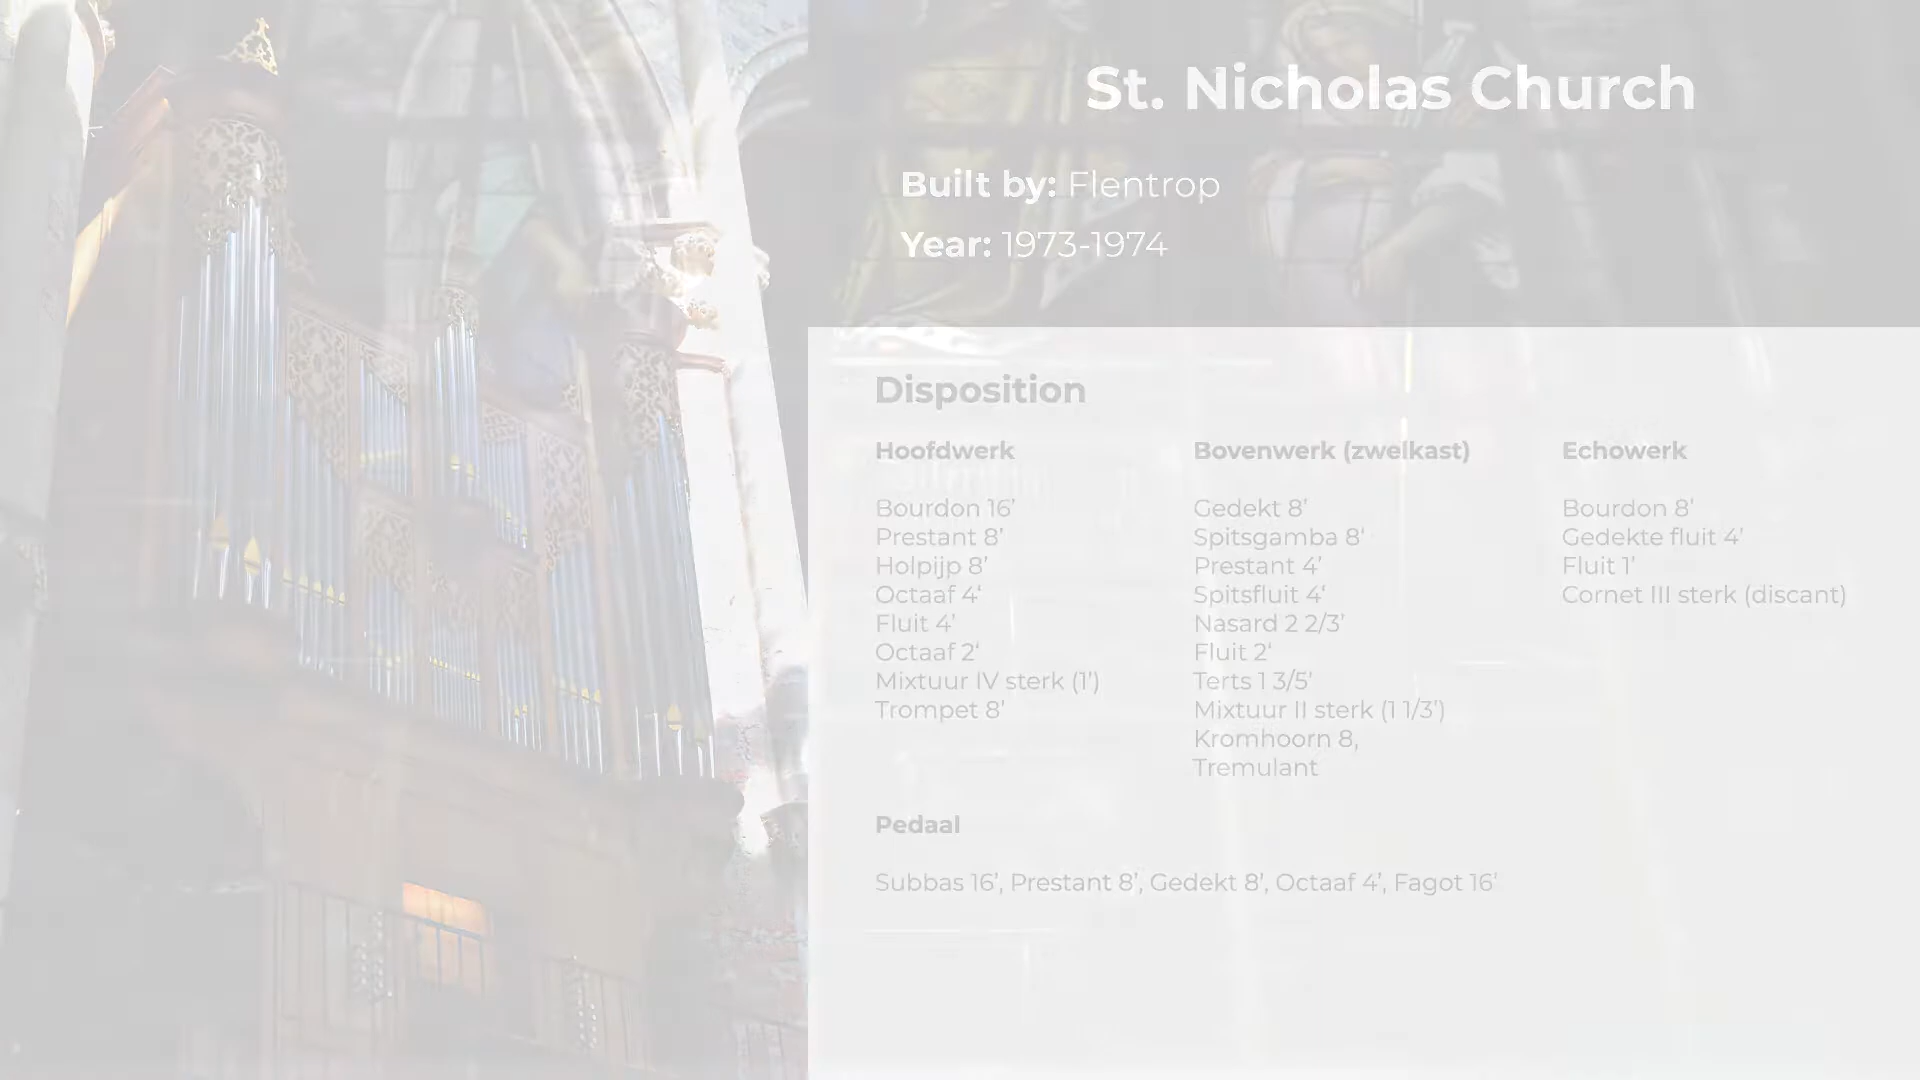 St. Nicholas Church
Built by: Flentrop
Year: 1973-1974
Disposition
Hoofdwerk
Bourdon 16’
Prestant 8’
Holpijp 8’
Octaaf 4‘
Fluit 4’
Octaaf 2‘
Mixtuur IV sterk (1’)
Trompet 8’
Bovenwerk (zwelkast)
Gedekt 8’
Spitsgamba 8‘
Prestant 4’
Spitsfluit 4‘
Nasard 2 2/3’
Fluit 2‘
Terts 1 3/5’
Mixtuur II sterk (1 1/3’)
Kromhoorn 8,
Tremulant
Echowerk
Bourdon 8’
Gedekte fluit 4’
Fluit 1’
Cornet III sterk (discant)
Pedaal
Subbas 16’, Prestant 8’, Gedekt 8’, Octaaf 4’, Fagot 16’